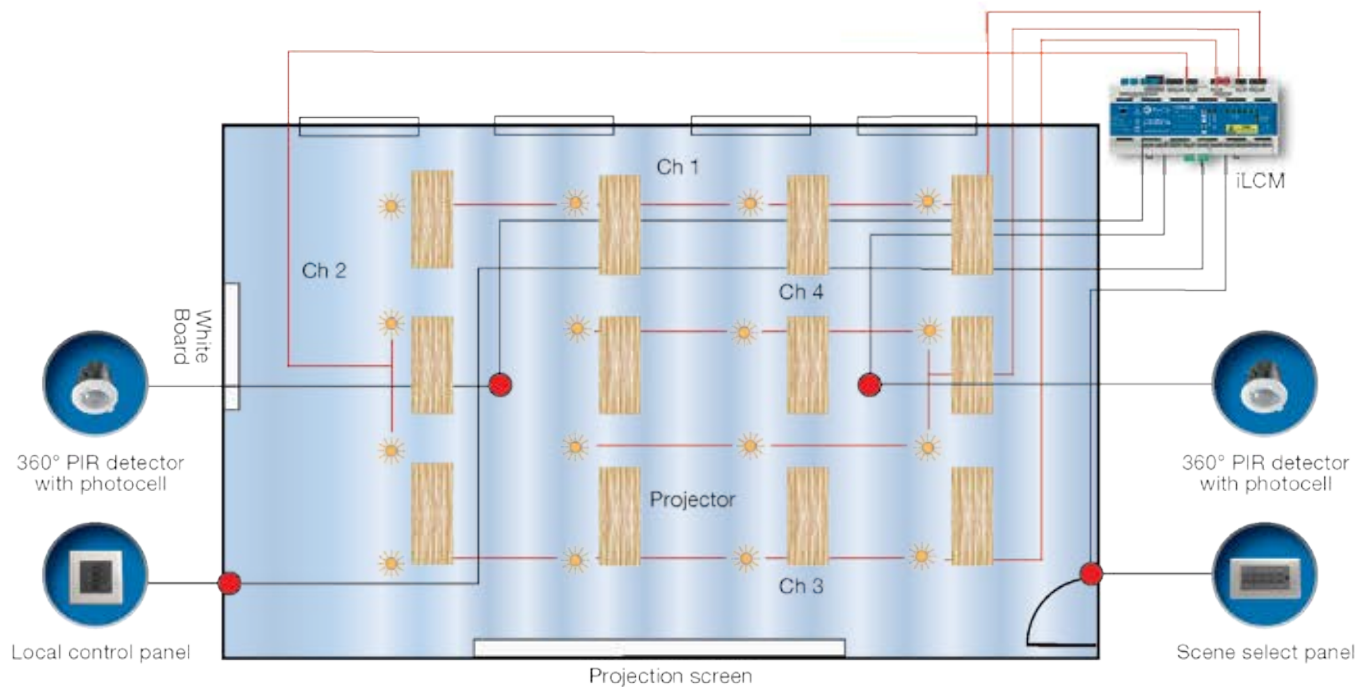 Ch 1
iLCM
Ch 2
Ch 4
White
Board
360° PIR detector
with photocell
360° PIR detector
with photocell
Projector
Ch 3
Local control panel
Scene select panel
Projection screen